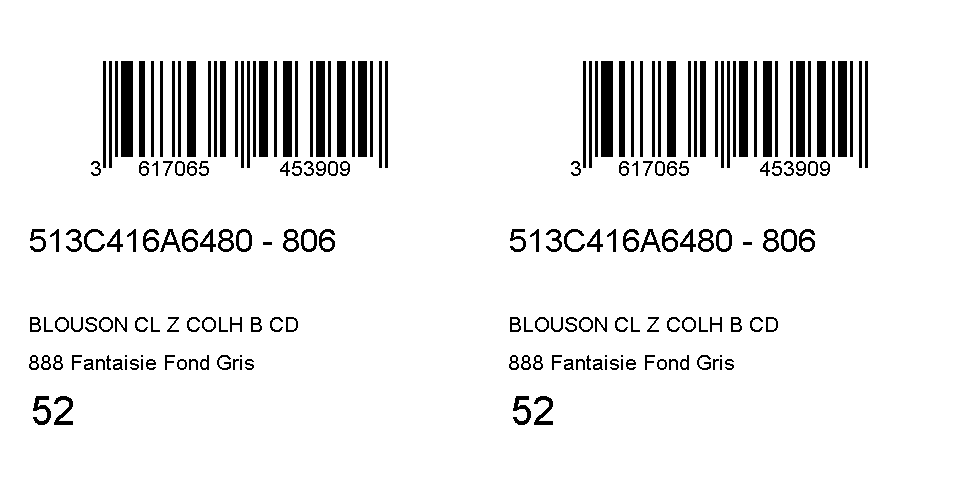 3 617065 453909
513C416A6480 - 806
BLOUSON CL Z COLH B CD
888 Fantaisie Fond Gris
52
3 617065 453909
513C416A6480 - 806
BLOUSON CL Z COLH B CD
888 Fantaisie Fond Gris
52